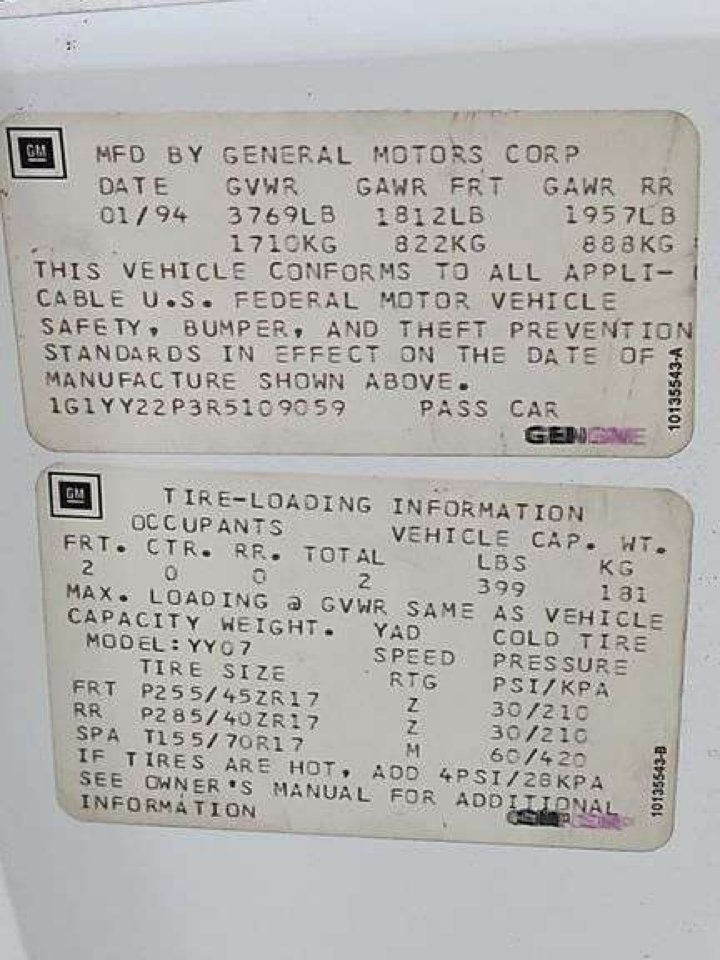 GM
MFD BY GENERAL MOTORS CORP
DATE GVWR GAWR FRT GAWR RR
01/94 3769LB 1812LB 1957LB
1710KG 822KG 888KG
THIS VEHICLE CONFORMS TO ALL APPLI-
CABLE U.S. FEDERAL MOTOR VEHICLE
SAFETY, BUMPER, AND THEFT PREVENTION
STANDARDS IN EFFECT ON THE DATE OF
MANUFACTURE SHOWN ABOVE.
1G1YY22P3R5109059 PASS CAR
GENUINE
10135543-A
GM
TIRE-LOADING INFORMATION
OCCUPANTS VEHICLE CAP. WT.
FRT. CTR. RR. TOTAL LBS KG
2 0 0 2 399 181
MAX. LOADING @ GVWR SAME AS VEHICLE
CAPACITY WEIGHT. YAD COLD TIRE
MODEL:YY07 SPEED PRESSURE
TIRE SIZE RTG PSI/KPA
FRT P255/45ZR17 Z 30/210
RR P285/40ZR17 Z 30/210
SPA T155/70R17 M 60/420
IF TIRES ARE HOT, ADD 4PSI/28KPA
SEE OWNER'S MANUAL FOR ADDITIONAL
INFORMATION
10135543-B